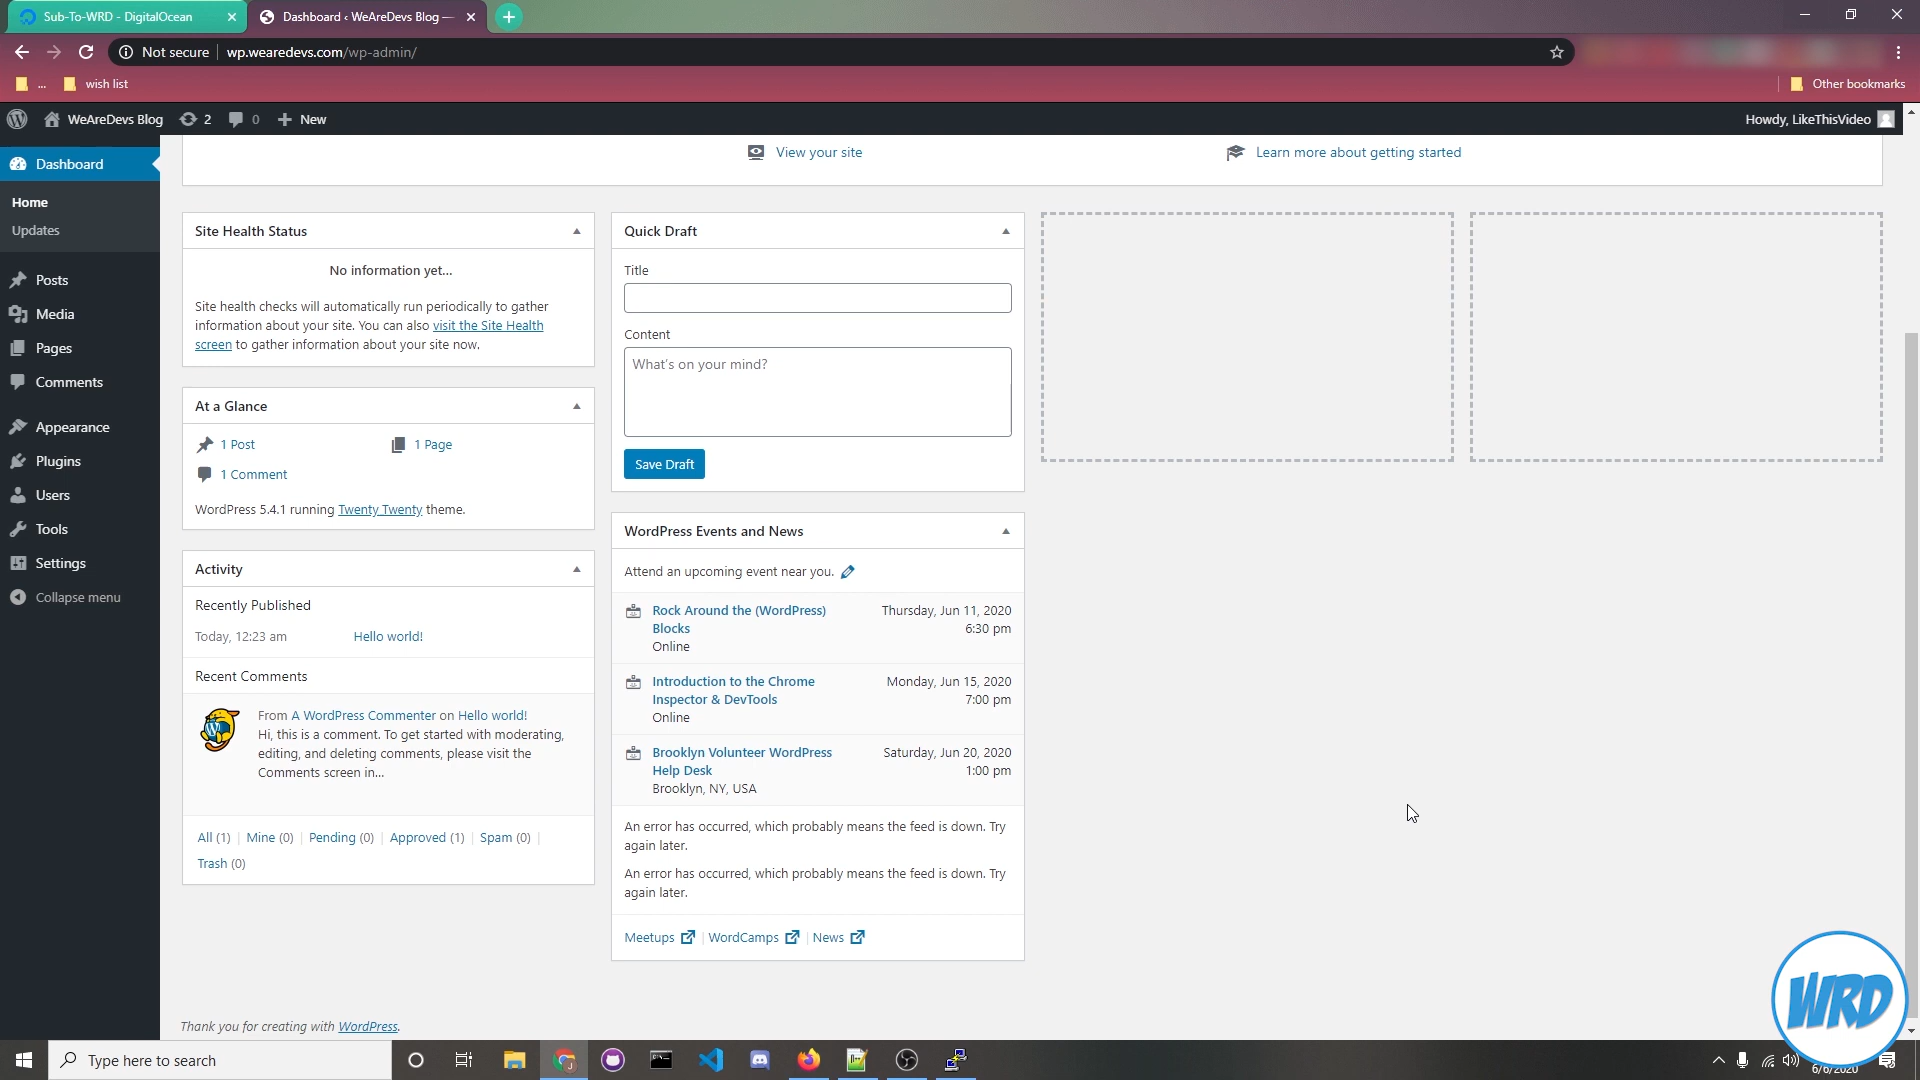 Sub-To-WRD - DigitalOcean
Dashboard ‹ WeAreDevs Blog —
Not secure
wp.wearedevs.com/wp-admin/
...
wish list
Other bookmarks
WeAreDevs Blog
2
0
New
Howdy, LikeThisVideo
Dashboard
Home
Updates
Posts
Media
Pages
Comments
Appearance
Plugins
Users
Tools
Settings
Collapse menu
View your site
Learn more about getting started
Site Health Status
No information yet...
Site health checks will automatically run periodically to gather
information about your site. You can also visit the Site Health
screen to gather information about your site now.
At a Glance
1 Post
1 Page
1 Comment
WordPress 5.4.1 running Twenty Twenty theme.
Activity
Recently Published
Today, 12:23 am
Hello world!
Recent Comments
From A WordPress Commenter on Hello world!
Hi, this is a comment. To get started with moderating,
editing, and deleting comments, please visit the
Comments screen in...
All (1) | Mine (0) | Pending (0) | Approved (1) | Spam (0) |
Trash (0)
Quick Draft
Title
Content
What's on your mind?
Save Draft
WordPress Events and News
Attend an upcoming event near you.
Rock Around the (WordPress)
Blocks
Online
Thursday, Jun 11, 2020
6:30 pm
Introduction to the Chrome
Inspector & DevTools
Online
Monday, Jun 15, 2020
7:00 pm
Brooklyn Volunteer WordPress
Help Desk
Brooklyn, NY, USA
Saturday, Jun 20, 2020
1:00 pm
An error has occurred, which probably means the feed is down. Try
again later.
An error has occurred, which probably means the feed is down. Try
again later.
Meetups | WordCamps | News
Thank you for creating with WordPress.
WRD
Type here to search
6/6/2020